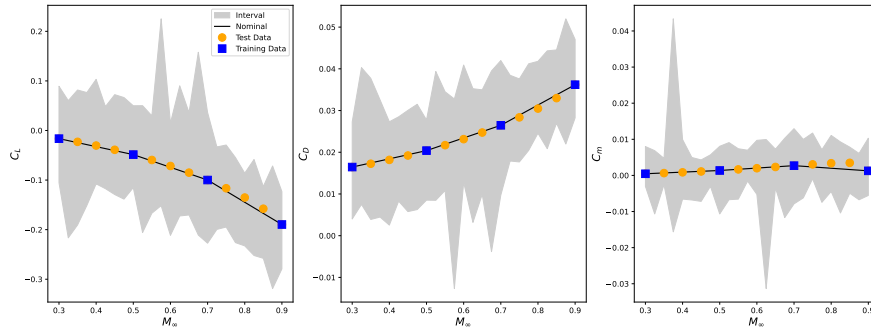 Interval
Nominal
Test Data
Training Data
0.2
0.1
0.0
−0.1
−0.2
−0.3
C_L
0.3 0.4 0.5 0.6 0.7 0.8 0.9
M∞
0.05
0.04
0.03
0.02
0.01
0.00
−0.01
C_D
0.3 0.4 0.5 0.6 0.7 0.8 0.9
M∞
0.04
0.03
0.02
0.01
0.00
−0.01
−0.02
−0.03
C_m
0.3 0.4 0.5 0.6 0.7 0.8 0.9
M∞